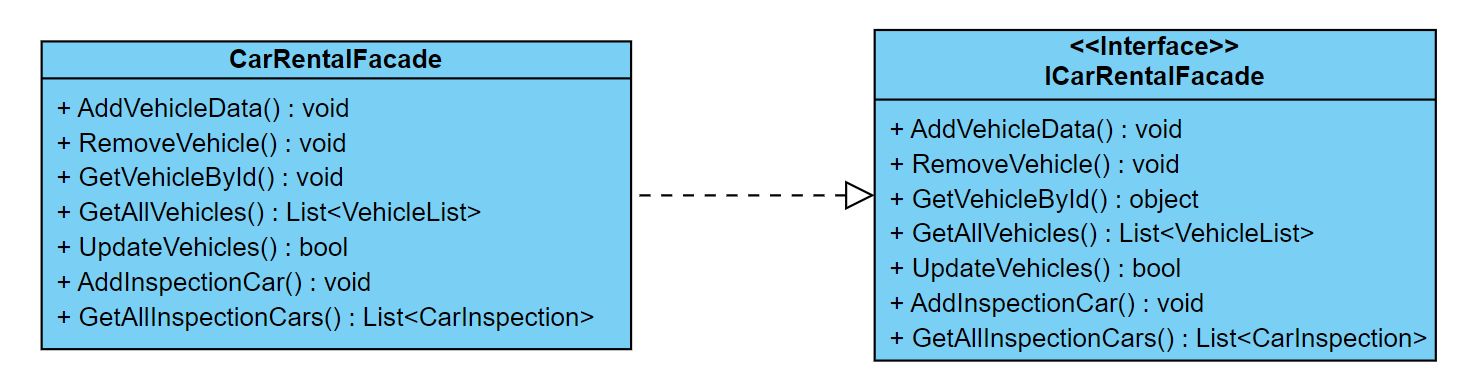 CarRentalFacade
+ AddVehicleData() : void
+ RemoveVehicle() : void
+ GetVehicleById() : void
+ GetAllVehicles() : List<VehicleList>
+ UpdateVehicles() : bool
+ AddInspectionCar() : void
+ GetAllInspectionCars() : List<CarInspection>
<<Interface>>
ICarRentalFacade
+ AddVehicleData() : void
+ RemoveVehicle() : void
+ GetVehicleById() : object
+ GetAllVehicles() : List<VehicleList>
+ UpdateVehicles() : bool
+ AddInspectionCar() : void
+ GetAllInspectionCars() : List<CarInspection>